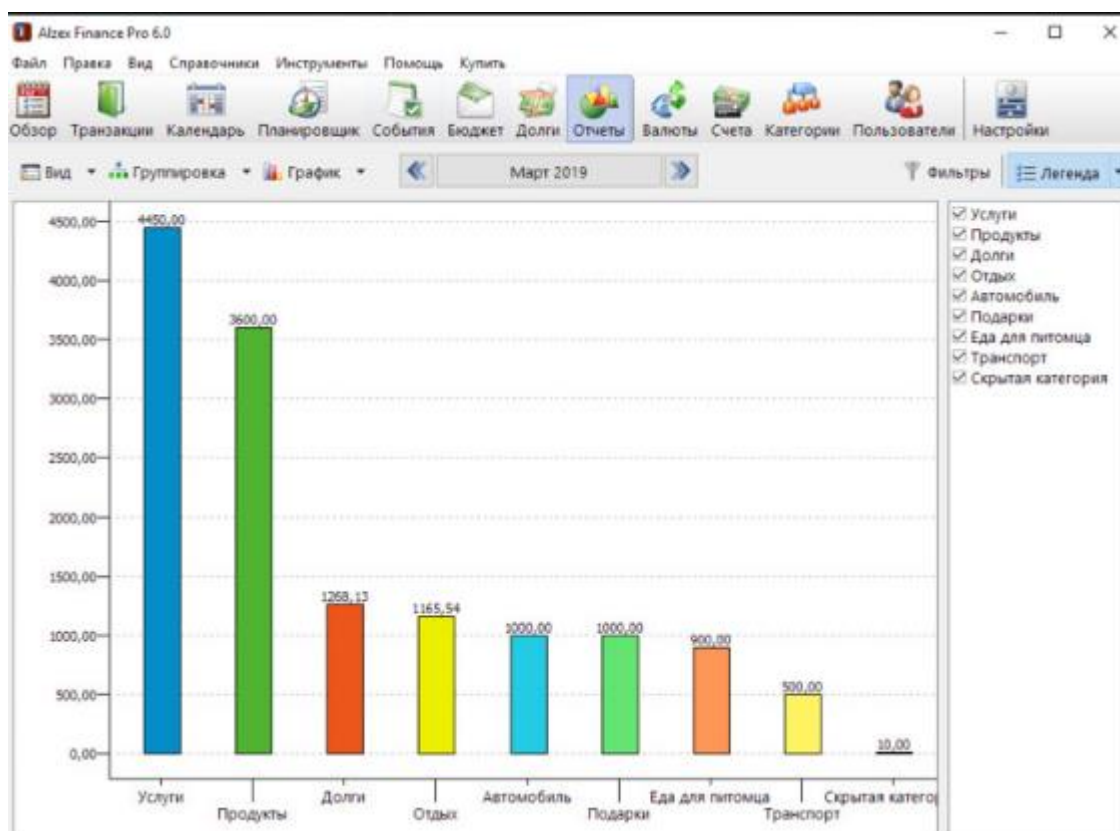 Alzex Finance Pro 6.0
Файл Правка Вид Справочники Инструменты Помощь Купить
Обзор Транзакции Календарь Планировщик События Бюджет Долги Отчеты Валюты Счета Категории Пользователи Настройки
Вид Группировка График Март 2019 Фильтры Легенда
4500,00
4000,00
3500,00
3000,00
2500,00
2000,00
1500,00
1000,00
500,00
0,00
4450,00
3600,00
1268,13
1165,54
1000,00
1000,00
900,00
500,00
10,00
Услуги
Продукты
Долги
Отдых
Автомобиль
Подарки
Еда для питомца
Транспорт
Скрытая категор
Услуги
Продукты
Долги
Отдых
Автомобиль
Подарки
Еда для питомца
Транспорт
Скрытая категория